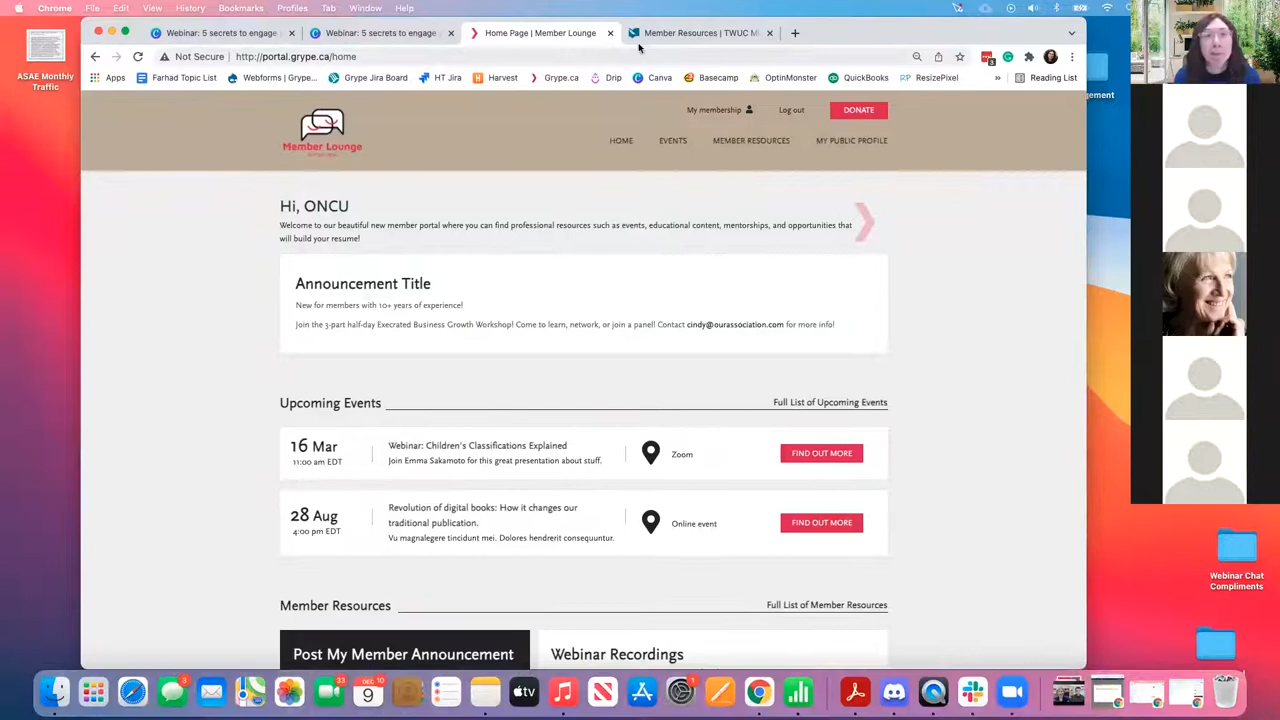 Chrome File Edit View History Bookmarks Profiles Tab Window Help
Webinar: 5 secrets to engage
Webinar: 5 secrets to engage
Home Page | Member Lounge
Member Resources | TWUC M
Not Secure http://portal.grype.ca/home
Apps Farhad Topic List Webforms | Grype... Grype Jira Board HT Jira Harvest Grype.ca Drip Canva Basecamp OptinMonster QuickBooks ResizePixel » Reading List
ASAE Monthly
Traffic
gement
My membership Log out DONATE
Member Lounge
HOME EVENTS MEMBER RESOURCES MY PUBLIC PROFILE
Hi, ONCU
Welcome to our beautiful new member portal where you can find professional resources such as events, educational content, mentorships, and opportunities that
will build your resume!
Announcement Title
New for members with 10+ years of experience!
Join the 3-part half-day Execrated Business Growth Workshop! Come to learn, network, or join a panel! Contact cindy@ourassociation.com for more info!
Upcoming Events Full List of Upcoming Events
16 Mar
11:00 am EDT
Webinar: Children's Classifications Explained
Join Emma Sakamoto for this great presentation about stuff.
Zoom
FIND OUT MORE
28 Aug
4:00 pm EDT
Revolution of digital books: How it changes our
traditional publication.
Vu magnalegere tincidunt mei. Dolores hendrerit consequuntur.
Online event
FIND OUT MORE
Member Resources Full List of Member Resources
Post My Member Announcement
Webinar Recordings
Webinar Chat
Compliments
3
33
DEC
9
10
tv
1